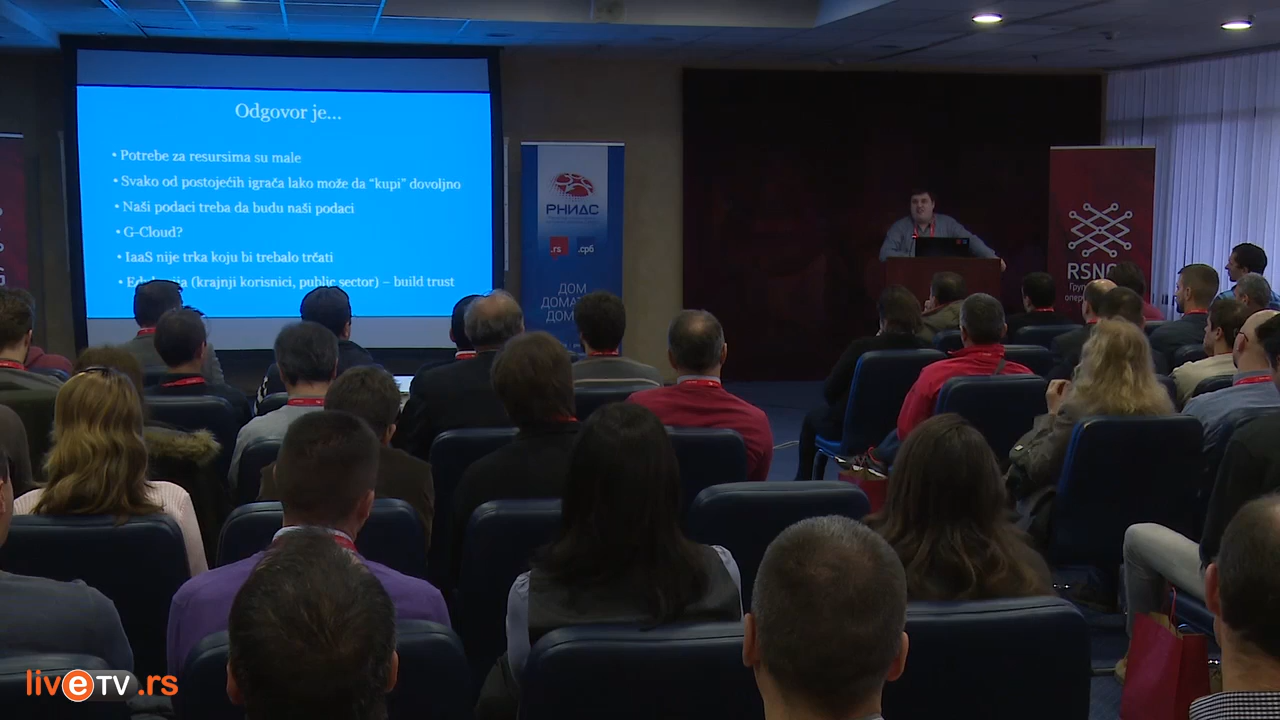 Odgovor je...
• Potrebe za resursima su male
• Svako od postojećih igrača lako može da “kupi” dovoljno
• Naši podaci treba da budu naši podaci
• G-Cloud?
• IaaS nije trka koju bi trebalo trčati
• (krajnji korisnici, public sector) – build trust
РНИДС
.rs
.срб
ДОМ
RSNOG
liveTV.rs